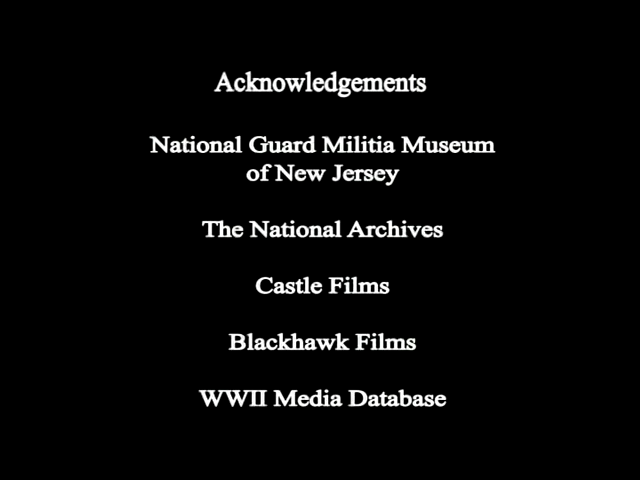 Acknowledgements
National Guard Militia Museum
of New Jersey
The National Archives
Castle Films
Blackhawk Films
WWII Media Database